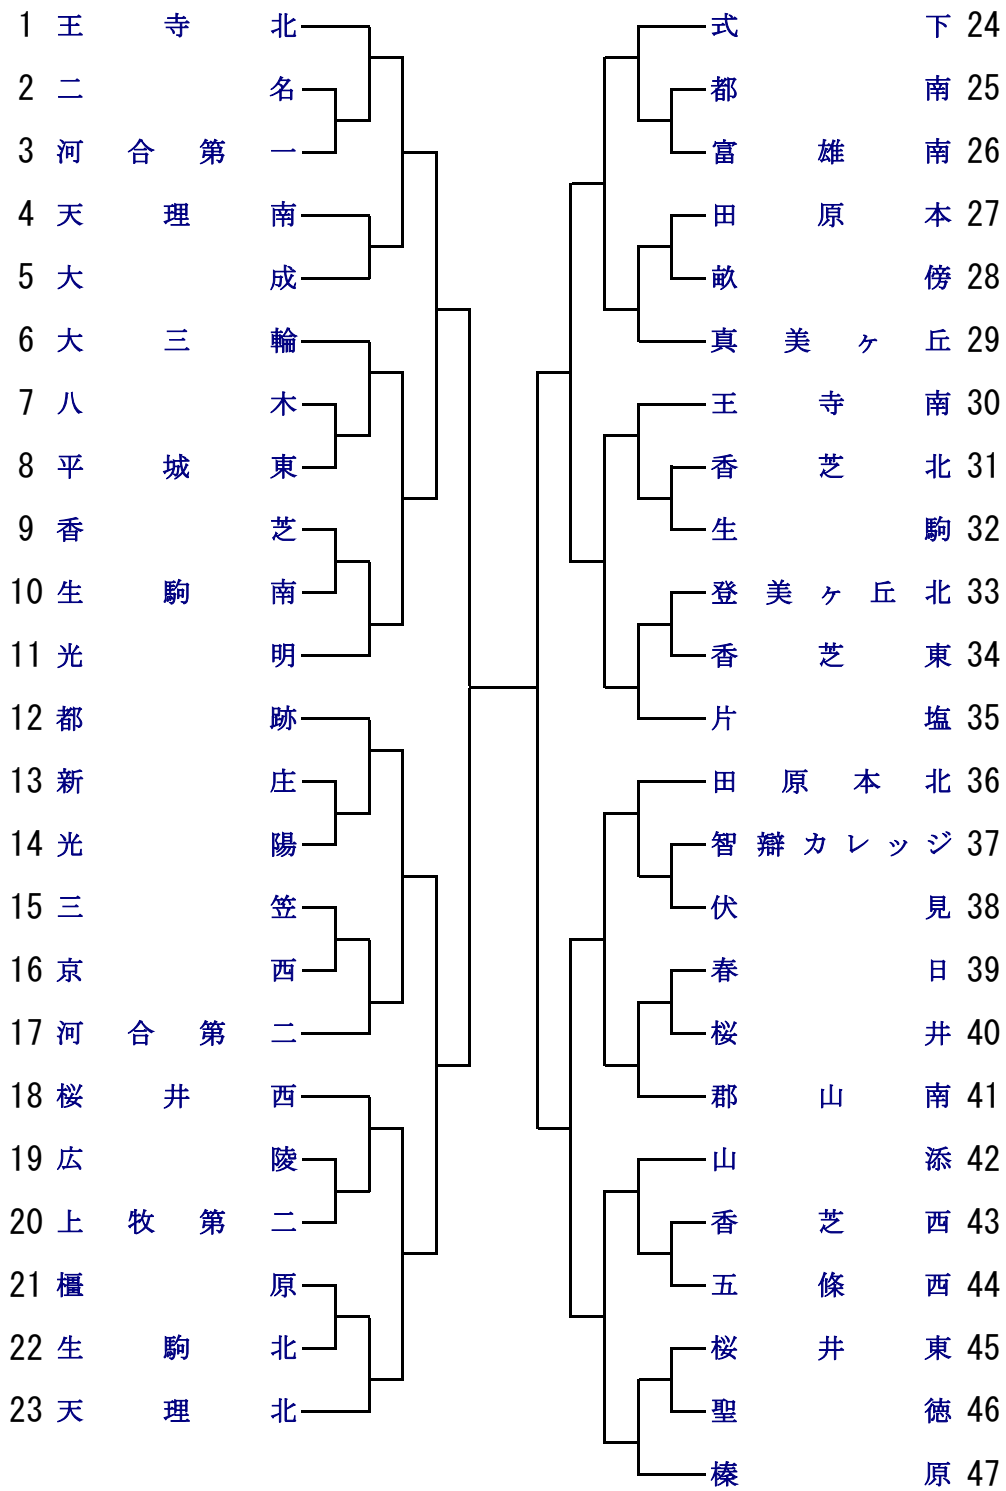 1 王寺北
2 二名
3 河合第一
4 天理南
5 大成
6 大三輪
7 八木
8 平城東
9 香芝
10 生駒南
11 光明
12 都跡
13 新庄
14 光陽
15 三笠
16 京西
17 河合第二
18 桜井西
19 広陵
20 上牧第二
21 橿原
22 生駒北
23 天理北
式下 24
都南 25
富雄南 26
田原本 27
畝傍 28
真美ヶ丘 29
王寺南 30
香芝北 31
生駒 32
登美ヶ丘北 33
香芝東 34
片塩 35
田原本北 36
智辯カレッジ 37
伏見 38
春日 39
桜井 40
郡山南 41
山添 42
香芝西 43
五條西 44
桜井東 45
聖徳 46
榛原 47